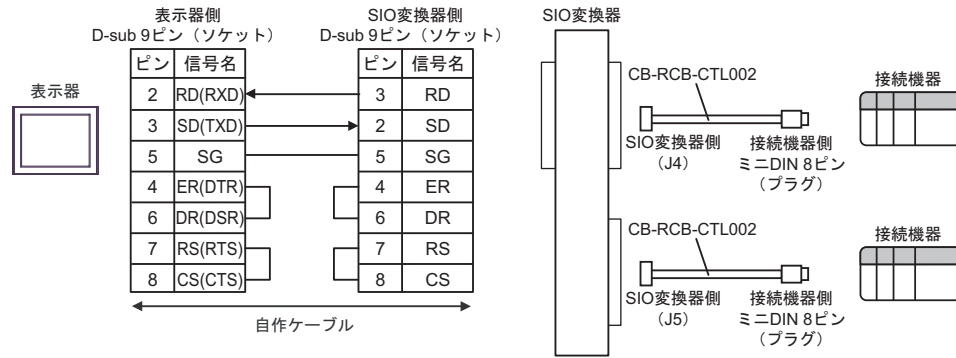 表示器
表示器側
D-sub 9ピン（ソケット）
ピン 信号名
2 RD(RXD)
3 SD(TXD)
5 SG
4 ER(DTR)
6 DR(DSR)
7 RS(RTS)
8 CS(CTS)
SIO変換器側
D-sub 9ピン（ソケット）
ピン 信号名
3 RD
2 SD
5 SG
4 ER
6 DR
7 RS
8 CS
自作ケーブル
SIO変換器
CB-RCB-CTL002
SIO変換器側
（J4）
接続機器側
ミニDIN 8ピン
（プラグ）
接続機器
CB-RCB-CTL002
SIO変換器側
（J5）
接続機器側
ミニDIN 8ピン
（プラグ）
接続機器